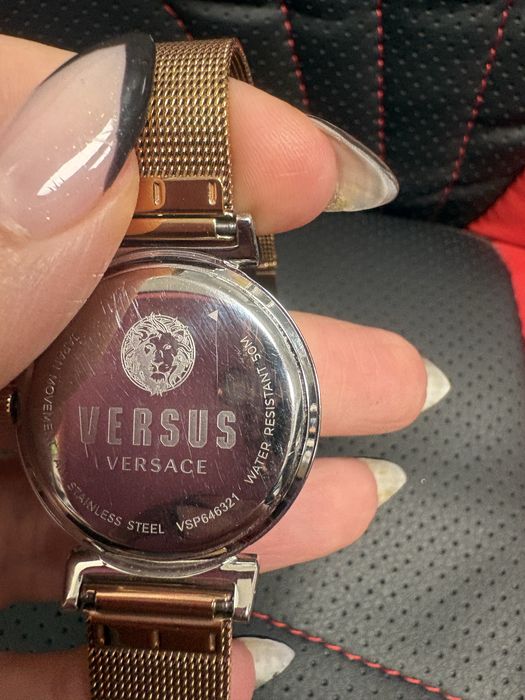 VERSUS
VERSACE
STAINLESS STEEL VSP646321 WATER RESISTANT 50M